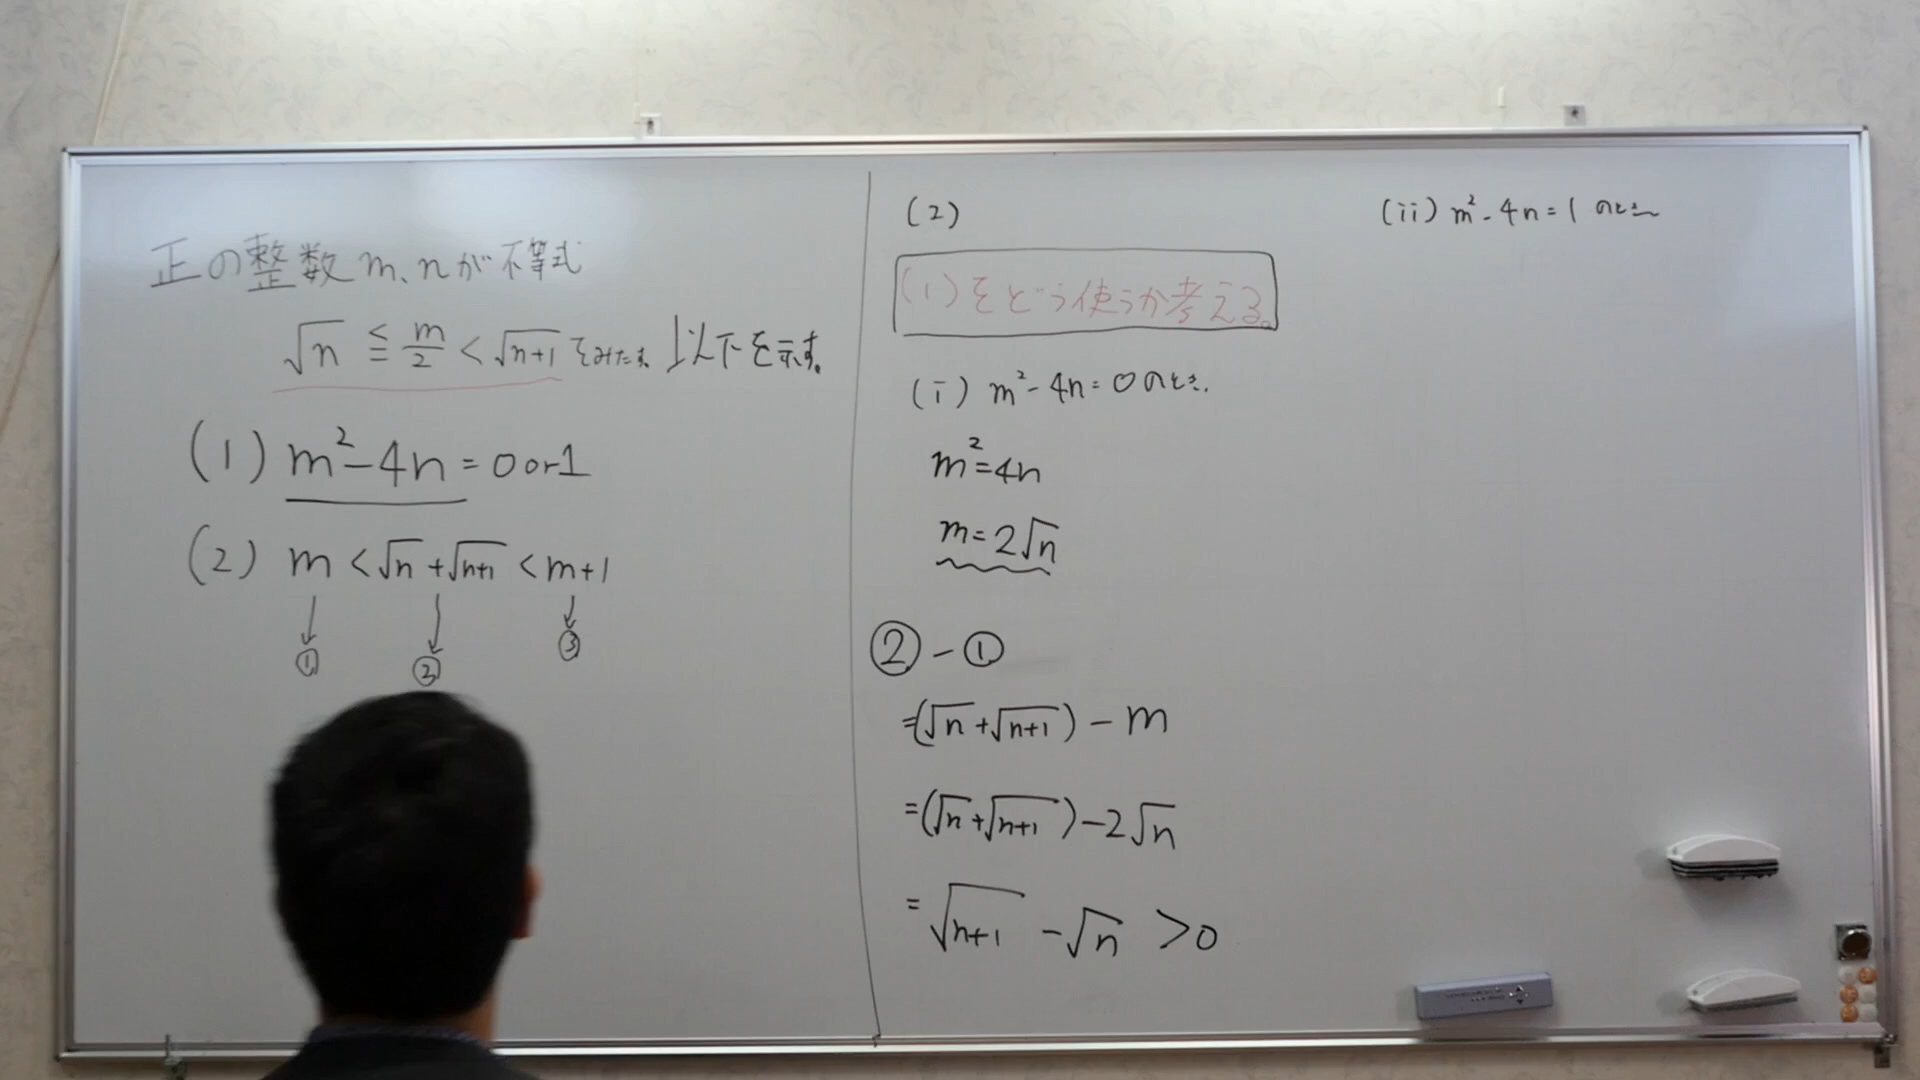 正の整数m、nが不等式
√n ≦ m/2 < √n+1 をみたす。以下を示す。
(1) m²-4n = 0 or 1
(2) m < √n + √n+1 < m+1
① ② ③
(2)
(1)をどう使うか考える。
(i) m²-4n=0のとき.
m²=4n
m=2√n
②-①
=(√n+√n+1)-m
=(√n+√n+1)-2√n
=√n+1-√n >0
(ii) m²-4n=1のとき